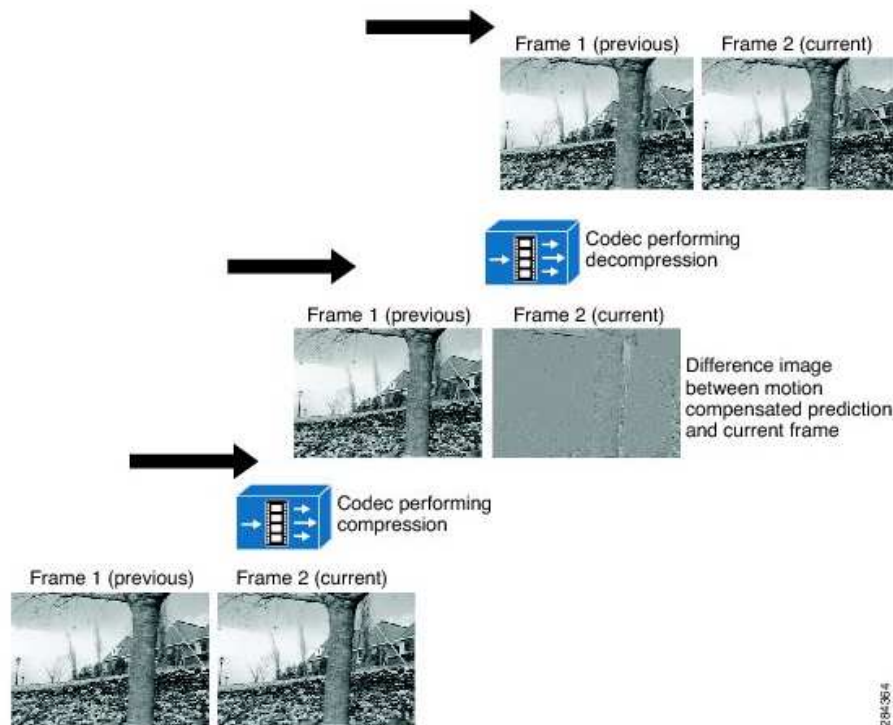 Frame 1 (previous)
Frame 2 (current)
Codec performing
decompression
Frame 1 (previous)
Frame 2 (current)
Difference image
between motion
compensated prediction
and current frame
Codec performing
compression
Frame 1 (previous)
Frame 2 (current)
284364